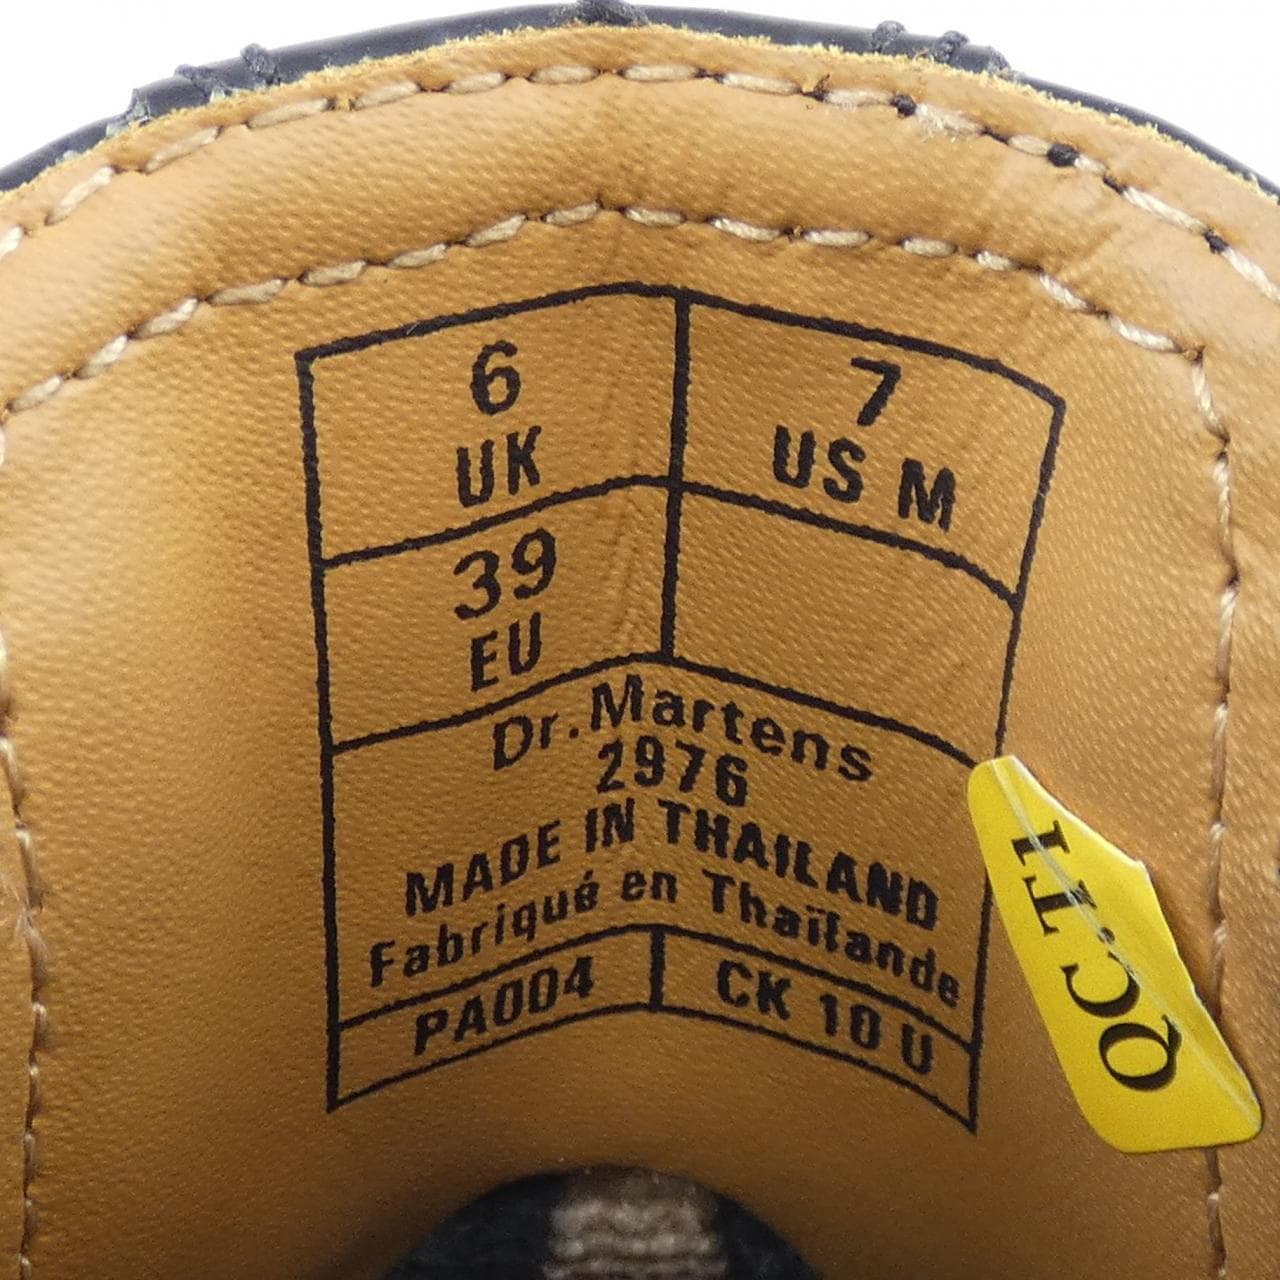 6
UK
7
US M
39
EU
Dr. Martens
2976
MADE IN THAILAND
Fabriqué en Thaïlande
PA004
CK 10 U
QC.T1